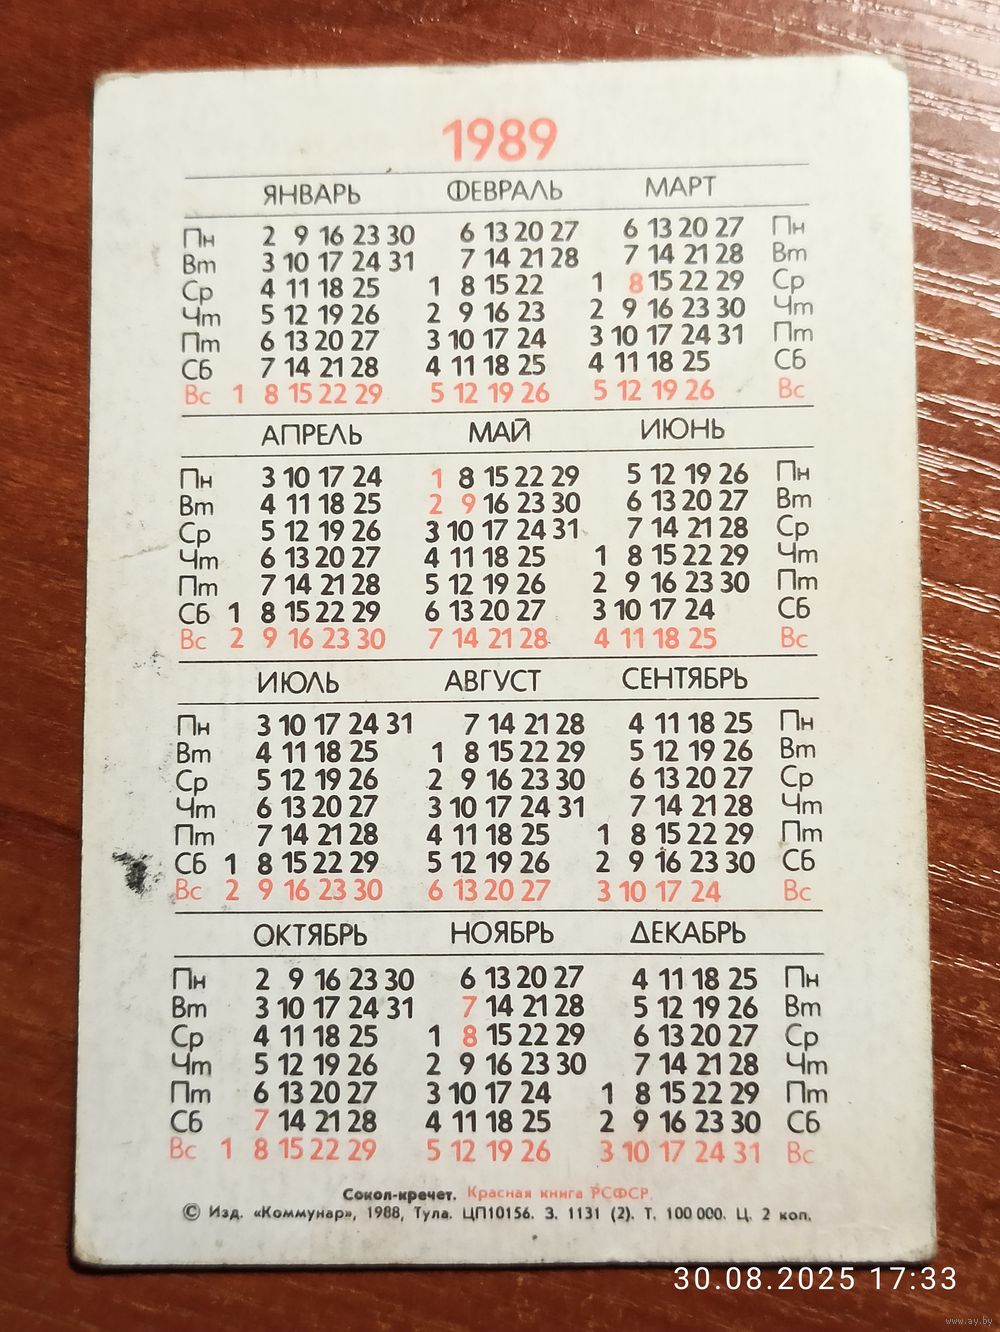 1989
ЯНВАРЬ ФЕВРАЛЬ МАРТ
Пн 2 9 16 23 30 6 13 20 27 6 13 20 27 Пн
Вт 3 10 17 24 31 7 14 21 28 7 14 21 28 Вт
Ср 4 11 18 25 1 8 15 22 1 8 15 22 29 Ср
Чт 5 12 19 26 2 9 16 23 2 9 16 23 30 Чт
Пт 6 13 20 27 3 10 17 24 3 10 17 24 31 Пт
Сб 7 14 21 28 4 11 18 25 4 11 18 25 Сб
Вс 1 8 15 22 29 5 12 19 26 5 12 19 26 Вс
АПРЕЛЬ МАЙ ИЮНЬ
Пн 3 10 17 24 1 8 15 22 29 5 12 19 26 Пн
Вт 4 11 18 25 2 9 16 23 30 6 13 20 27 Вт
Ср 5 12 19 26 3 10 17 24 31 7 14 21 28 Ср
Чт 6 13 20 27 4 11 18 25 1 8 15 22 29 Чт
Пт 7 14 21 28 5 12 19 26 2 9 16 23 30 Пт
Сб 1 8 15 22 29 6 13 20 27 3 10 17 24 Сб
Вс 2 9 16 23 30 7 14 21 28 4 11 18 25 Вс
ИЮЛЬ АВГУСТ СЕНТЯБРЬ
Пн 3 10 17 24 31 7 14 21 28 4 11 18 25 Пн
Вт 4 11 18 25 1 8 15 22 29 5 12 19 26 Вт
Ср 5 12 19 26 2 9 16 23 30 6 13 20 27 Ср
Чт 6 13 20 27 3 10 17 24 31 7 14 21 28 Чт
Пт 7 14 21 28 4 11 18 25 1 8 15 22 29 Пт
Сб 1 8 15 22 29 5 12 19 26 2 9 16 23 30 Сб
Вс 2 9 16 23 30 6 13 20 27 3 10 17 24 Вс
ОКТЯБРЬ НОЯБРЬ ДЕКАБРЬ
Пн 2 9 16 23 30 6 13 20 27 4 11 18 25 Пн
Вт 3 10 17 24 31 7 14 21 28 5 12 19 26 Вт
Ср 4 11 18 25 1 8 15 22 29 6 13 20 27 Ср
Чт 5 12 19 26 2 9 16 23 30 7 14 21 28 Чт
Пт 6 13 20 27 3 10 17 24 1 8 15 22 29 Пт
Сб 7 14 21 28 4 11 18 25 2 9 16 23 30 Сб
Вс 1 8 15 22 29 5 12 19 26 3 10 17 24 31 Вс
Сокол-кречет. Красная книга РСФСР.
© Изд. «Коммунар», 1988, Тула. ЦП10156. З. 1131 (2). Т. 100 000. Ц. 2 коп.
30.08.2025 17:33
www.ay.by